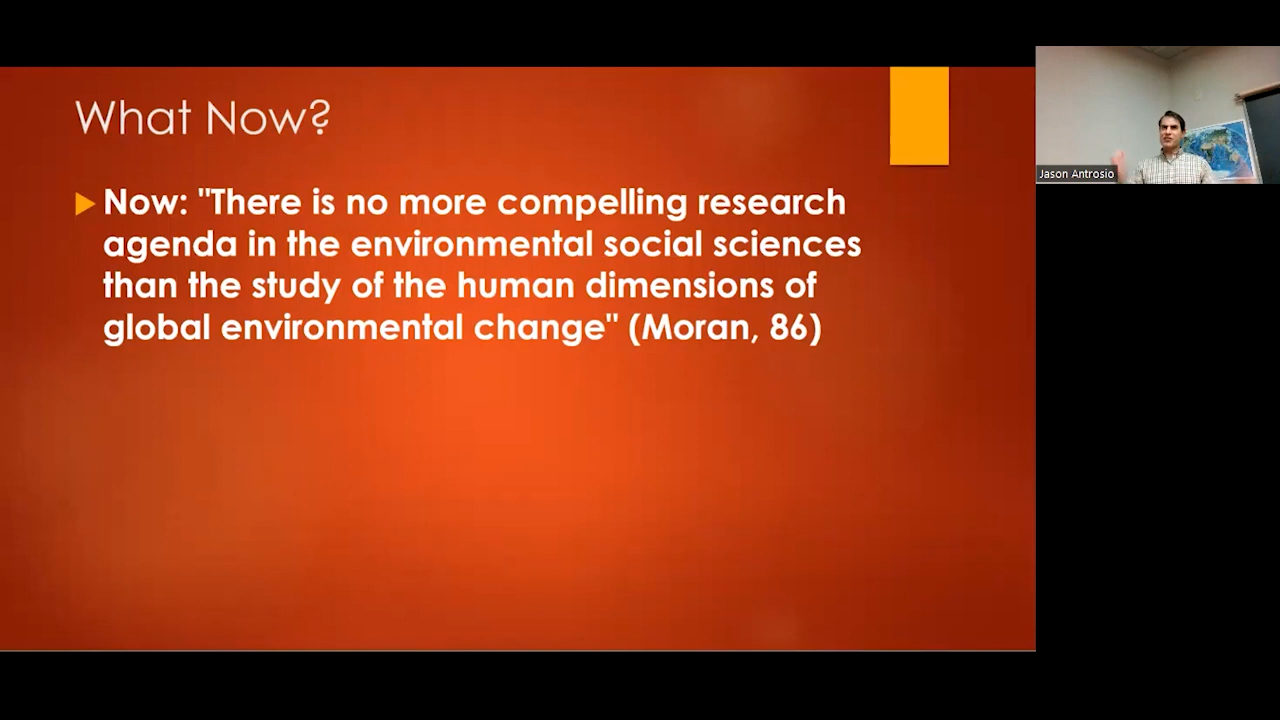 What Now?
Now: "There is no more compelling research
agenda in the environmental social sciences
than the study of the human dimensions of
global environmental change" (Moran, 86)
Jason Antrosio